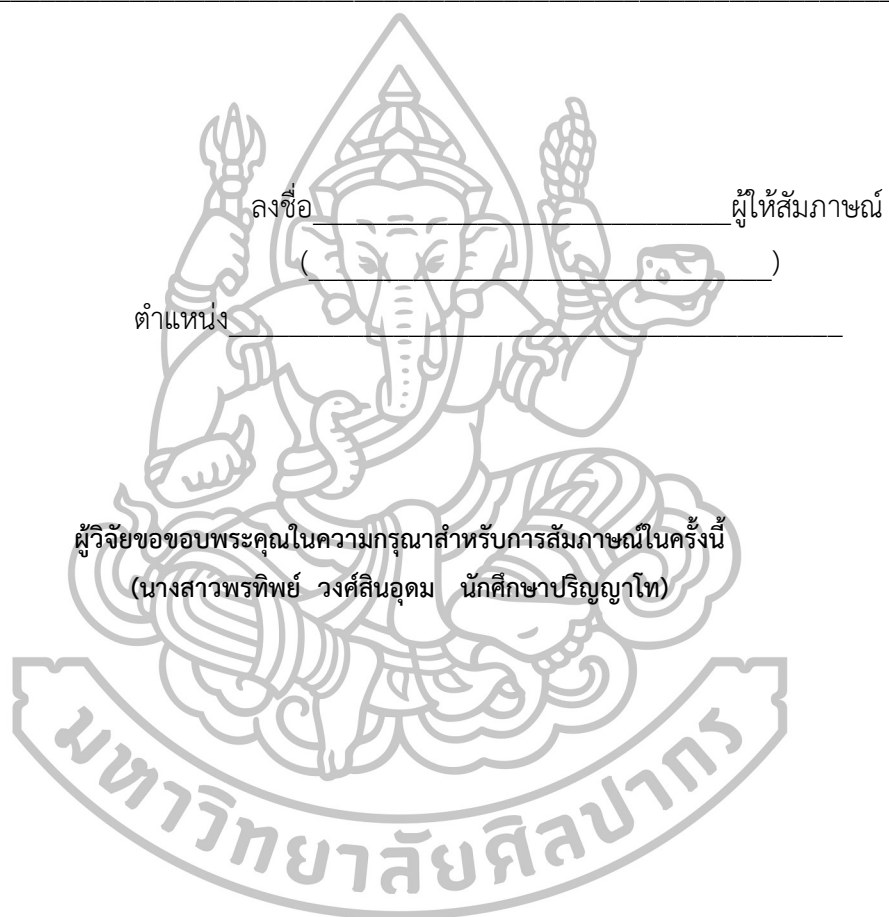 ลงชื่อ____________________________ผู้ให้สัมภาษณ์
(_______________________________)
ตำแหน่ง_________________________________________
ผู้วิจัยขอขอบพระคุณในความกรุณาสำหรับการสัมภาษณ์ในครั้งนี้
(นางสาวพรทิพย์ วงศ์สินอุดม นักศึกษาปริญญาโท)
มหาวิทยาลัยศิลปากร